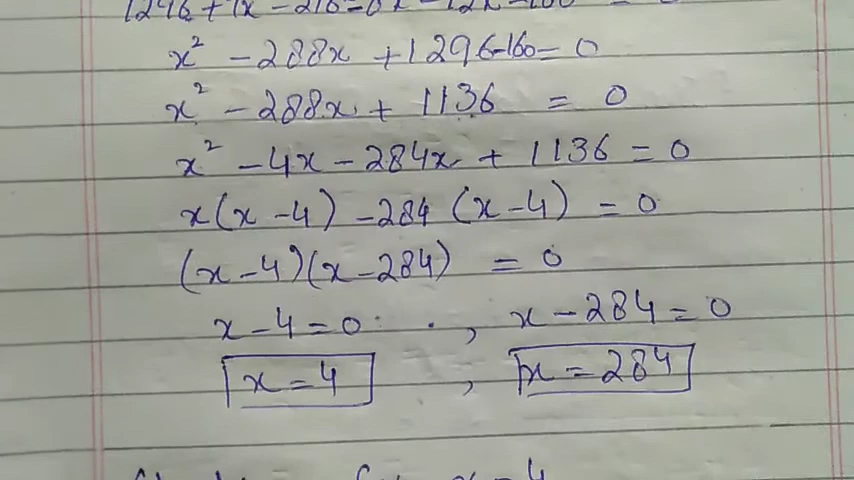 x² - 288x + 1296-160 = 0
x² - 288x + 1136 = 0
x² - 4x - 284x + 1136 = 0
x(x - 4) - 284 (x - 4) = 0
(x - 4)(x - 284) = 0
x - 4 = 0 , x - 284 = 0
x = 4 , x = 284
x = 4